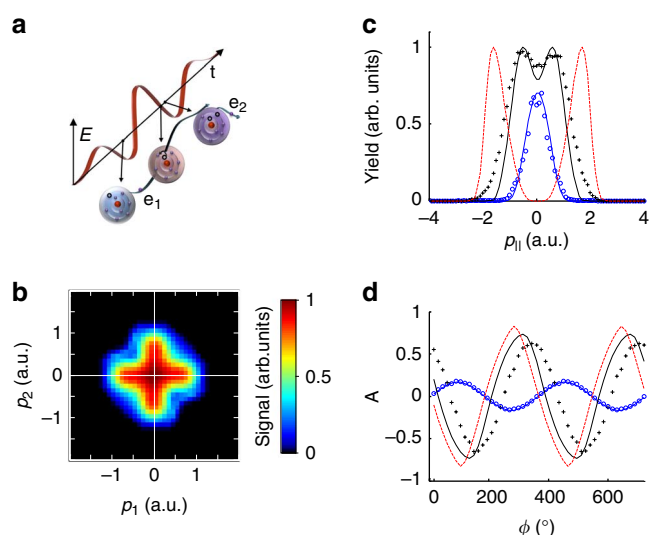 a
E
t
e1
e2
b
p2 (a.u.)
1
0
−1
−1
0
1
p1 (a.u.)
Signal (arb.units)
1
0.5
0
c
Yield (arb. units)
1
0.5
0
−4
−2
0
2
4
p|| (a.u.)
d
A
1
0.5
0
−0.5
−1
0
200
400
600
ϕ (°)